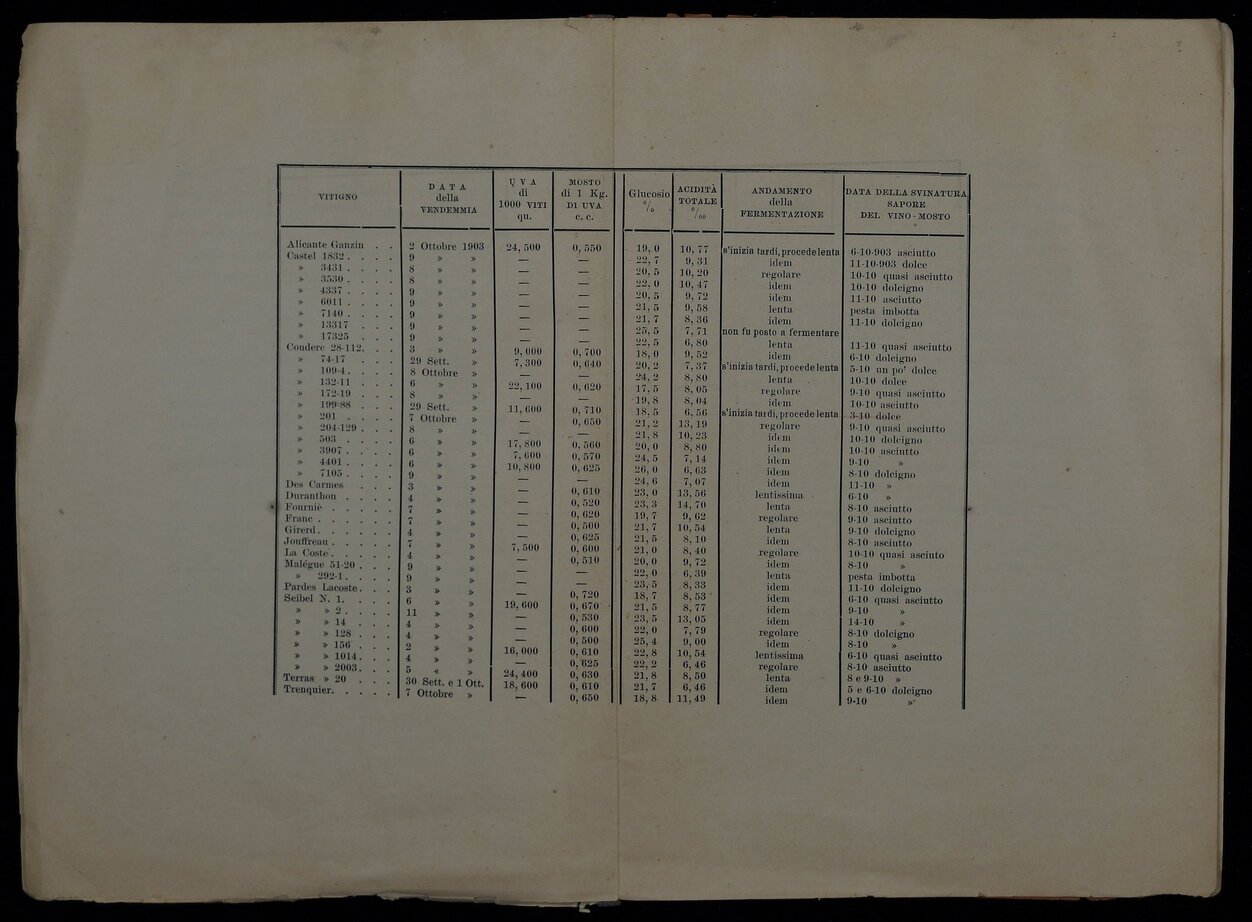 VITIGNO DATA della VENDEMMIA UVA di 1000 VITI qu. MOSTO di 1 Kg. DI UVA c. c. Glucosio % ACIDITÀ TOTALE ‰ ANDAMENTO della FERMENTAZIONE DATA DELLA SVINATURA SAPORE DEL VINO-MOSTO
Alicante Ganzin . . 2 Ottobre 1903 24,500 0,550 19,0 10,77 s'inizia tardi, procede lenta 6-10-903 asciutto
Castel 1832 . . . . 9 » » — — 22,7 9,31 idem 11-10-903 dolce
» 3431 . . . . 8 » » — — 20,5 10,20 regolare 10-10 quasi asciutto
» 3530 . . . . 8 » » — — 22,0 10,47 idem 10-10 dolcigno
» 4337 . . . . 9 » » — — 20,5 9,72 idem 11-10 asciutto
» 6011 . . . . 9 » » — — 21,5 9,58 lenta pesta imbotta
» 7140 . . . . 9 » » — — 21,7 8,36 idem 11-10 dolcigno
» 13317 . . . 9 » » — — 25,5 7,71 non fu posto a fermentare
» 17325 . . . 9 » » — — 22,5 6,80 lenta 11-10 quasi asciutto
Couderc 28-112. . . 3 » » 9,000 0,700 18,0 9,52 idem 6-10 dolcigno
» 74-17 . . . 29 Sett. » 7,300 0,640 20,2 7,37 s'inizia tardi, procede lenta 5-10 un po' dolce
» 109-4. . . . 8 Ottobre » — — 24,2 8,80 lenta 10-10 dolce
» 132-11 . . . 6 » » 22,100 0,620 17,5 8,05 regolare 9-10 quasi asciutto
» 172-19 . . . 8 » » — — 19,8 8,04 idem 10-10 asciutto
» 199-88 . . . 29 Sett. » 11,600 0,710 18,5 6,56 s'inizia tardi, procede lenta 3-10 dolce
» 201 . . . . 7 Ottobre » — 0,650 21,2 13,19 regolare 9-10 quasi asciutto
» 204-129 . . . 8 » » — — 21,8 10,23 idem 10-10 dolcigno
» 503 . . . . 6 » » 17,800 0,560 20,0 8,80 idem 10-10 asciutto
» 3907 . . . . 6 » » 7,600 0,570 24,5 7,14 idem 9-10 »
» 4401 . . . . 6 » » 10,800 0,625 26,0 6,63 idem 8-10 dolcigno
» 7105 . . . . 9 » » — — 24,6 7,07 idem 11-10 »
Des Carmes . . . 3 » » — 0,610 23,0 13,56 lentissima 6-10 »
Duranthon . . . . 4 » » — 0,520 23,3 14,70 lenta 8-10 asciutto
Fournie . . . . . 7 » » — 0,620 19,7 9,62 regolare 9-10 asciutto
Franc . . . . . . 7 » » — 0,500 21,7 10,54 lenta 9-10 dolcigno
Girerd. . . . . . 4 » » — 0,625 21,5 8,10 idem 8-10 asciutto
Jouffreau . . . . . 7 » » 7,500 0,600 21,0 8,40 regolare 10-10 quasi asciuto
La Coste . . . . . 4 » » — 0,510 20,0 9,72 idem 8-10 »
Malégue 51-20 . . . 9 » » — — 22,0 6,39 lenta pesta imbotta
» 292-1. . . . 9 » » — — 23,5 8,33 idem 11-10 dolcigno
Pardes Lacoste. . . 3 » » — 0,720 18,7 8,53 idem 6-10 quasi asciutto
Seibel N. 1. . . . 6 » » 19,600 0,670 21,5 8,77 idem 9-10 »
» » 2 . . . . 11 » » — 0,530 23,5 13,05 idem 14-10 »
» » 14 . . . 4 » » — 0,600 22,0 7,79 regolare 8-10 dolcigno
» » 128 . . . 4 » » — 0,500 25,4 9,00 idem 8-10 »
» » 156 . . . 2 » » 16,000 0,610 22,8 10,54 lentissima 6-10 quasi asciutto
» » 1014. . . 4 » » — 0,625 22,2 6,46 regolare 8-10 asciutto
» » 2003. . . 5 « » 24,400 0,630 21,8 8,50 lenta 8 e 9-10 »
Terras » 20 . . . 30 Sett. e 1 Ott. 18,600 0,610 21,7 6,46 idem 5 e 6-10 dolcigno
Trenquier. . . . . 7 Ottobre » — 0,650 18,8 11,49 idem 9-10 »